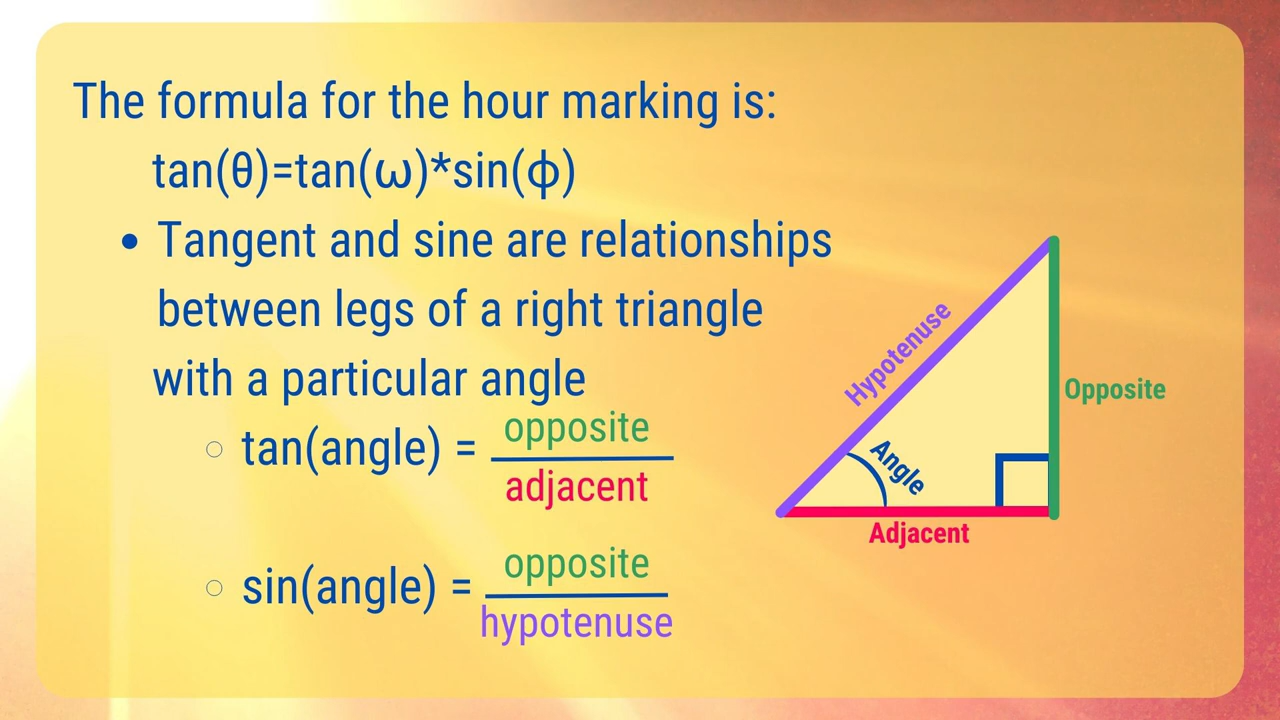 The formula for the hour marking is:
tan(θ)=tan(ω)*sin(ϕ)
• Tangent and sine are relationships
between legs of a right triangle
with a particular angle
○ tan(angle) = opposite
adjacent
○ sin(angle) = opposite
hypotenuse
Hypotenuse
Opposite
Angle
Adjacent